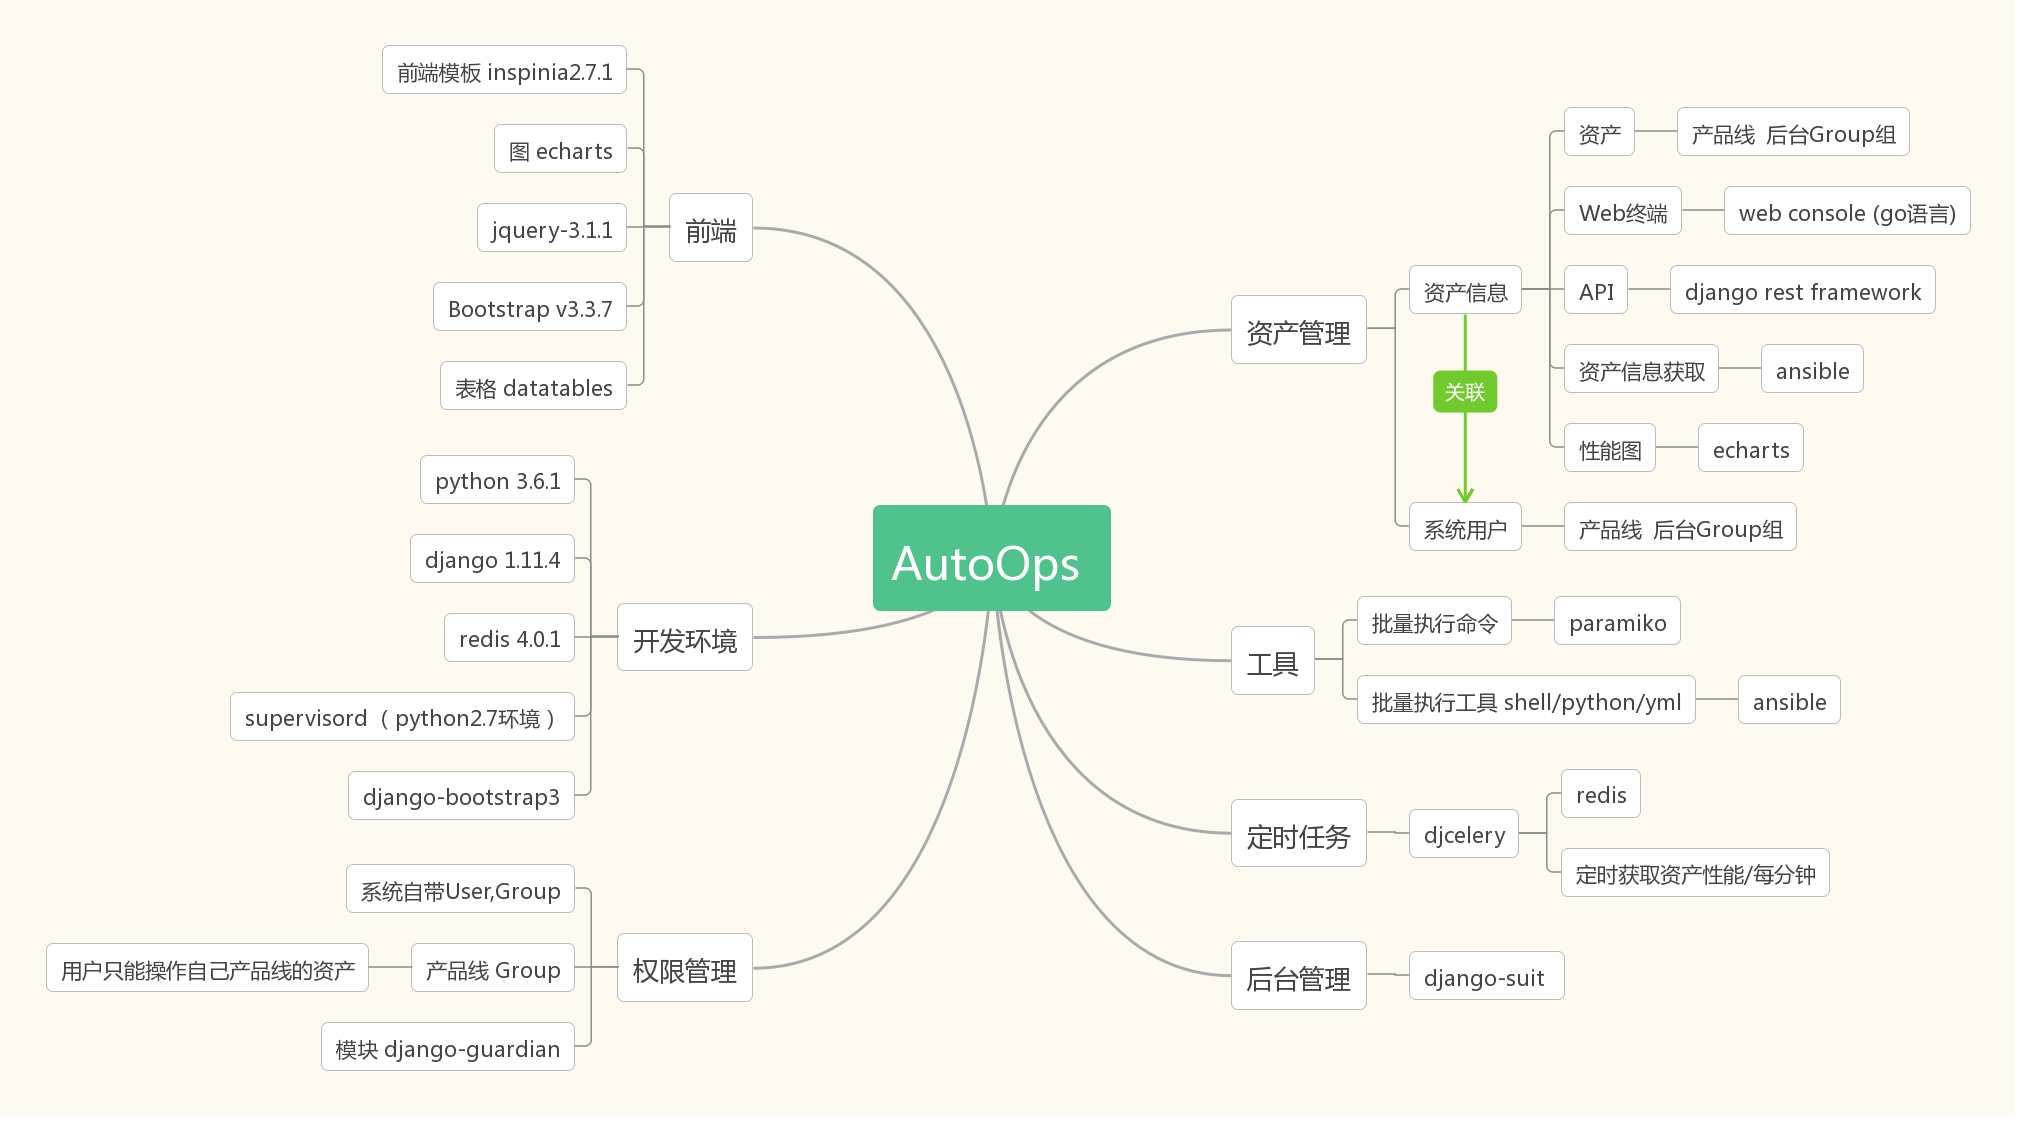 AutoOps
前端
前端模板 inspinia2.7.1
图 echarts
jquery-3.1.1
Bootstrap v3.3.7
表格 datatables
开发环境
python 3.6.1
django 1.11.4
redis 4.0.1
supervisord（python2.7环境）
django-bootstrap3
权限管理
系统自带User,Group
产品线 Group
用户只能操作自己产品线的资产
模块 django-guardian
资产管理
资产信息
资产
产品线  后台Group组
Web终端
web console (go语言)
API
django rest framework
资产信息获取
ansible
性能图
echarts
关联
系统用户
产品线  后台Group组
工具
批量执行命令
paramiko
批量执行工具 shell/python/yml
ansible
定时任务
djcelery
redis
定时获取资产性能/每分钟
后台管理
django-suit